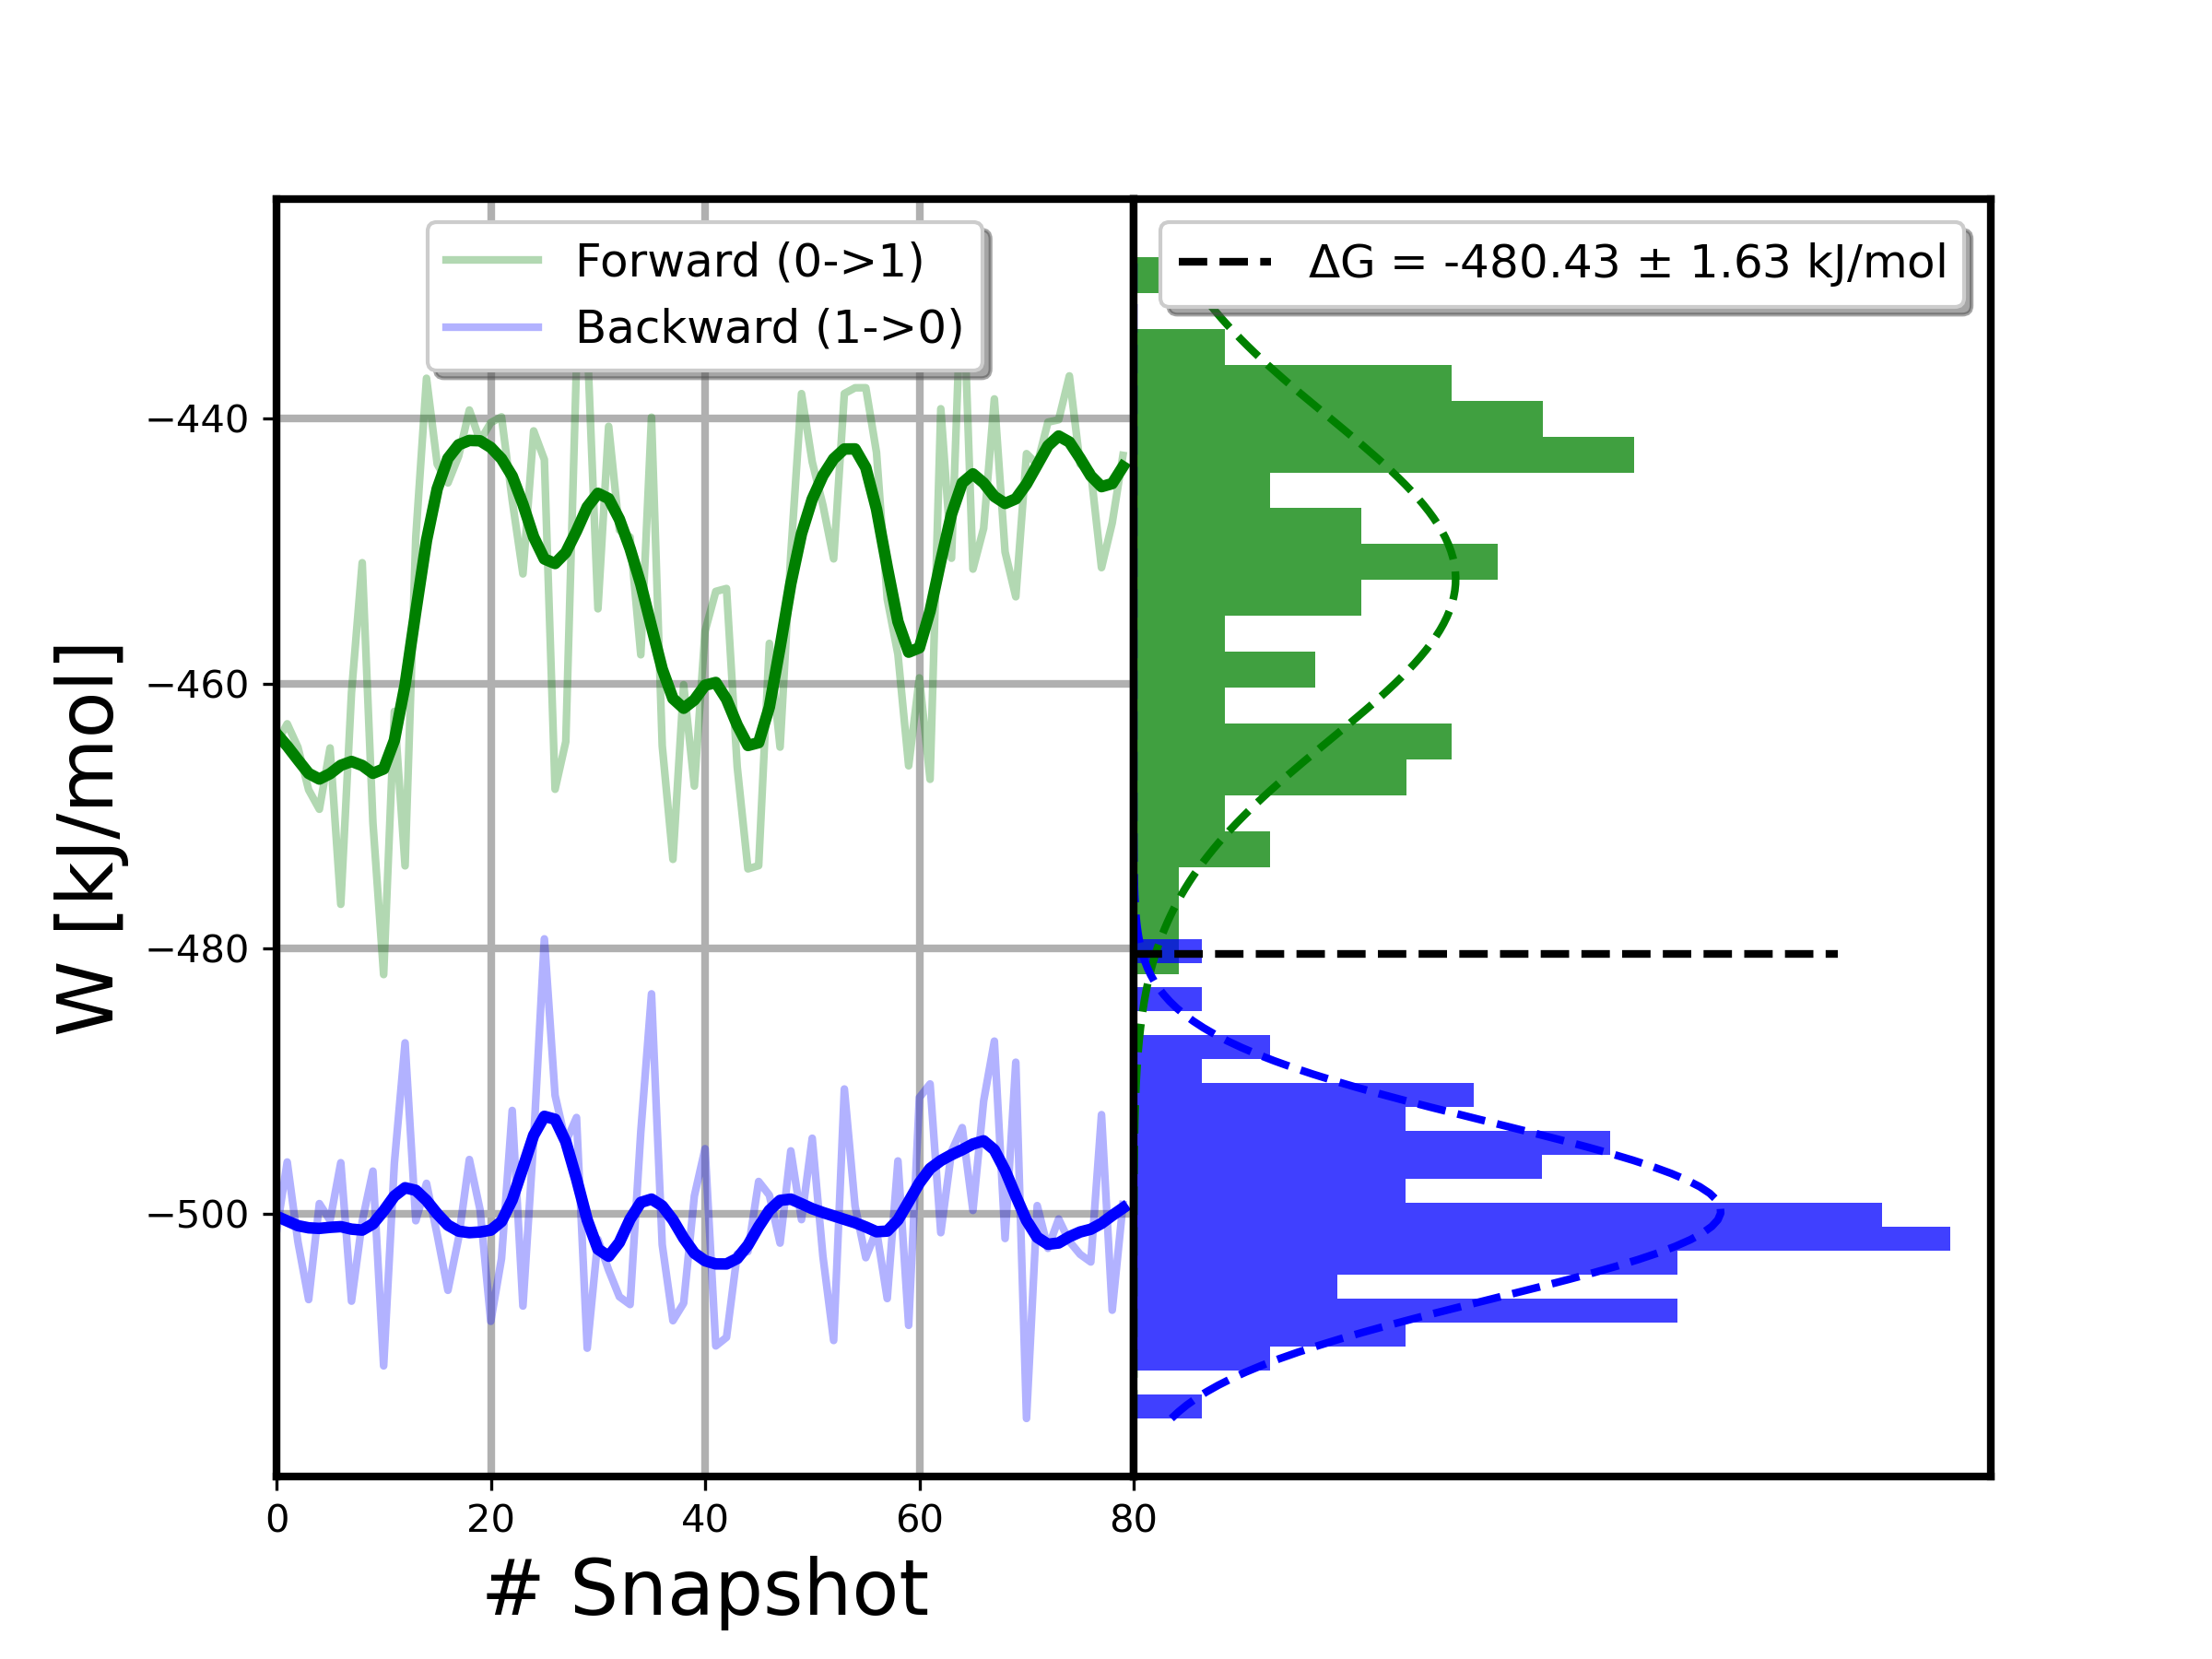 Forward (0->1)
Backward (1->0)
ΔG = -480.43 ± 1.63 kJ/mol
W [kJ/mol]
−440
−460
−480
−500
0
20
40
60
80
# Snapshot